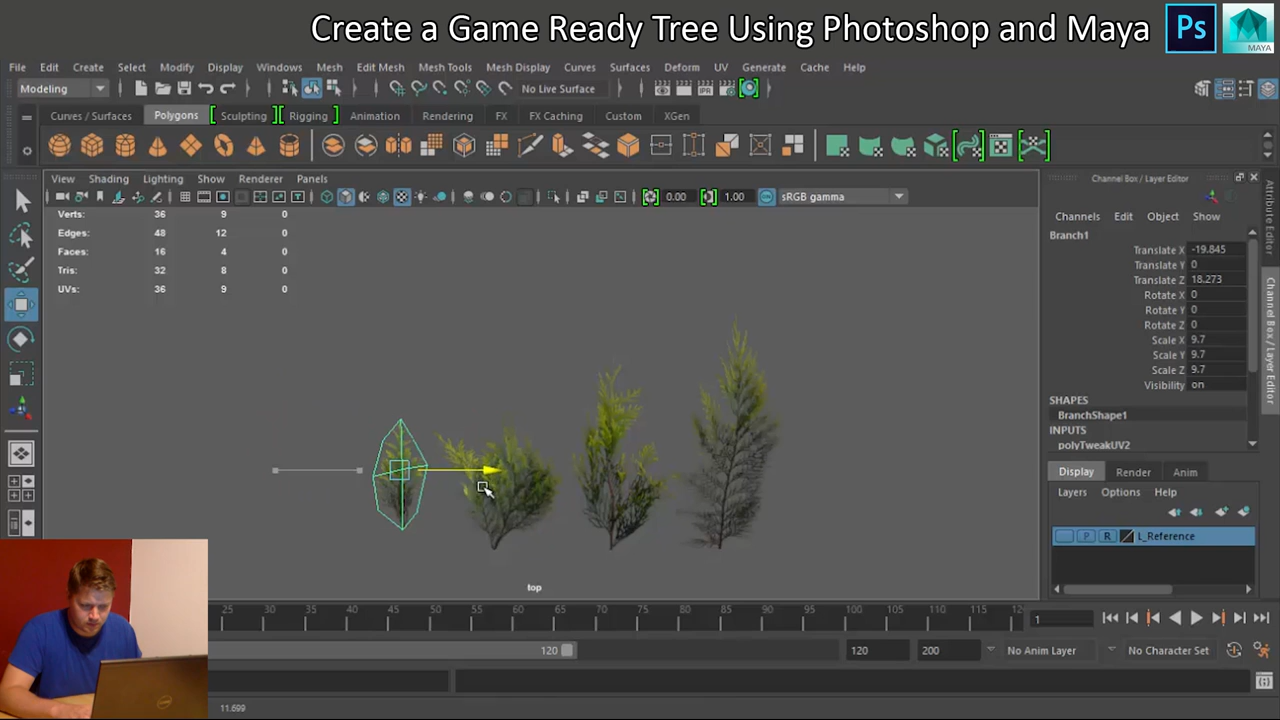 Create a Game Ready Tree Using Photoshop and Maya Ps MAYA
File Edit Create Select Modify Display Windows Mesh Edit Mesh Mesh Tools Mesh Display Curves Surfaces Deform UV Generate Cache Help
Modeling No Live Surface
Curves / Surfaces Polygons Sculpting Rigging Animation Rendering FX FX Caching Custom XGen
View Shading Lighting Show Renderer Panels
0.00 1.00 sRGB gamma
Verts: 36 9 0
Edges: 48 12 0
Faces: 16 4 0
Tris: 32 8 0
UVs: 36 9 0
top
Channel Box / Layer Editor
Channels Edit Object Show
Branch1
Translate X -19.845
Translate Y 0
Translate Z 18.273
Rotate X 0
Rotate Y 0
Rotate Z 0
Scale X 9.7
Scale Y 9.7
Scale Z 9.7
Visibility on
SHAPES
BranchShape1
INPUTS
polyTweakUV2
Display Render Anim
Layers Options Help
P R L_Reference
Attribute Editor
Channel Box / Layer Editor
25 30 35 40 45 50 55 60 65 70 75 80 85 90 95 100 105 110 115 12
1
120 120 200 No Anim Layer No Character Set
11.699